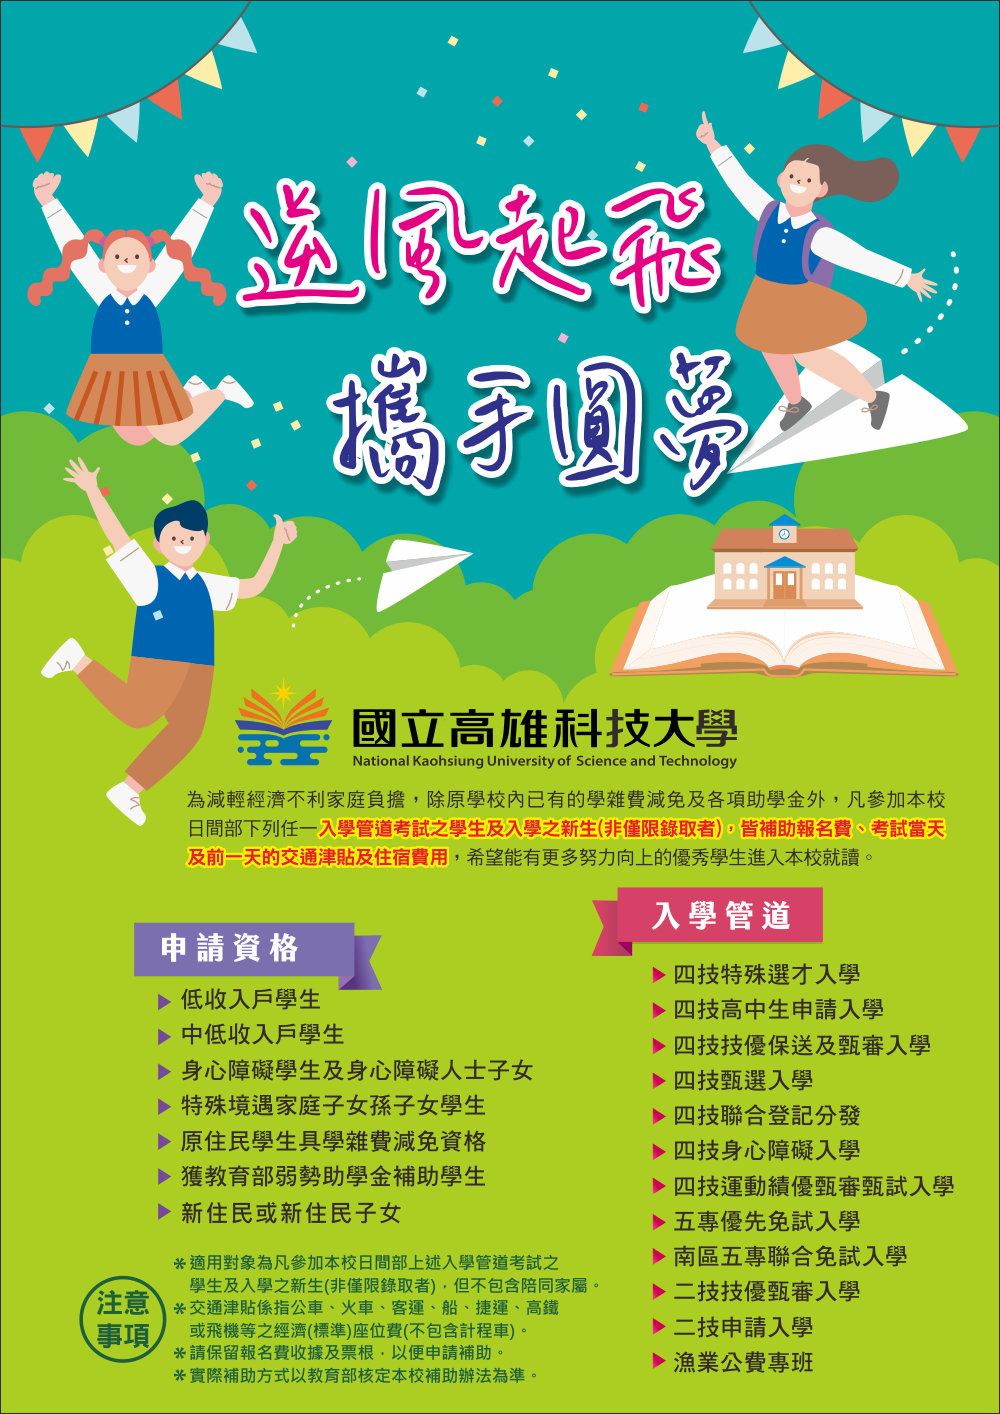 逆風起飛
攜手圓夢
國立高雄科技大學
National Kaohsiung University of Science and Technology
為減輕經濟不利家庭負擔，除原學校內已有的學雜費減免及各項助學金外，凡參加本校
日間部下列任一入學管道考試之學生及入學之新生(非僅限錄取者)，皆補助報名費、考試當天
及前一天的交通津貼及住宿費用，希望能有更多努力向上的優秀學生進入本校就讀。
申請資格
低收入戶學生
中低收入戶學生
身心障礙學生及身心障礙人士子女
特殊境遇家庭子女孫子女學生
原住民學生具學雜費減免資格
獲教育部弱勢助學金補助學生
新住民或新住民子女
入學管道
四技特殊選才入學
四技高中生申請入學
四技技優保送及甄審入學
四技甄選入學
四技聯合登記分發
四技身心障礙入學
四技運動績優甄審甄試入學
五專優先免試入學
南區五專聯合免試入學
二技技優甄審入學
二技申請入學
漁業公費專班
注意
事項
＊適用對象為凡參加本校日間部上述入學管道考試之
學生及入學之新生(非僅限錄取者)，但不包含陪同家屬。
＊交通津貼係指公車、火車、客運、船、捷運、高鐵
或飛機等之經濟(標準)座位費(不包含計程車)。
＊請保留報名費收據及票根，以便申請補助。
＊實際補助方式以教育部核定本校補助辦法為準。